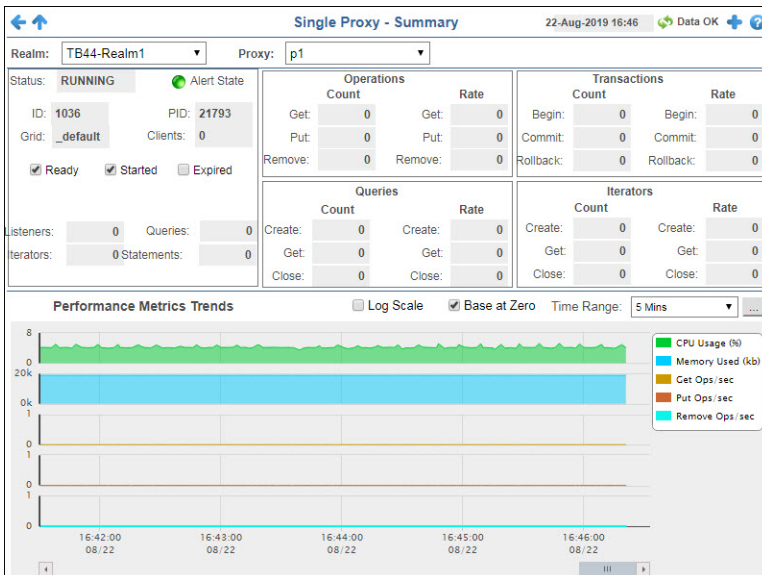 Single Proxy - Summary 22-Aug-2019 16:46 Data OK
Realm: TB44-Realm1 Proxy: p1
Status: RUNNING Alert State
ID: 1036 PID: 21793
Grid: _default Clients: 0
Ready Started Expired
Listeners: 0 Queries: 0
Iterators: 0 Statements: 0
Operations
Count Rate
Get: 0 Get: 0
Put: 0 Put: 0
Remove: 0 Remove: 0
Transactions
Count Rate
Begin: 0 Begin: 0
Commit: 0 Commit: 0
Rollback: 0 Rollback: 0
Queries
Count Rate
Create: 0 Create: 0
Get: 0 Get: 0
Close: 0 Close: 0
Iterators
Count Rate
Create: 0 Create: 0
Get: 0 Get: 0
Close: 0 Close: 0
Performance Metrics Trends Log Scale Base at Zero Time Range: 5 Mins ...
8
0
20k
0k
1
0
1
0
1
0
16:42:00 16:43:00 16:44:00 16:45:00 16:46:00
08/22 08/22 08/22 08/22 08/22
CPU Usage (%)
Memory Used (kb)
Get Ops/sec
Put Ops/sec
Remove Ops/sec